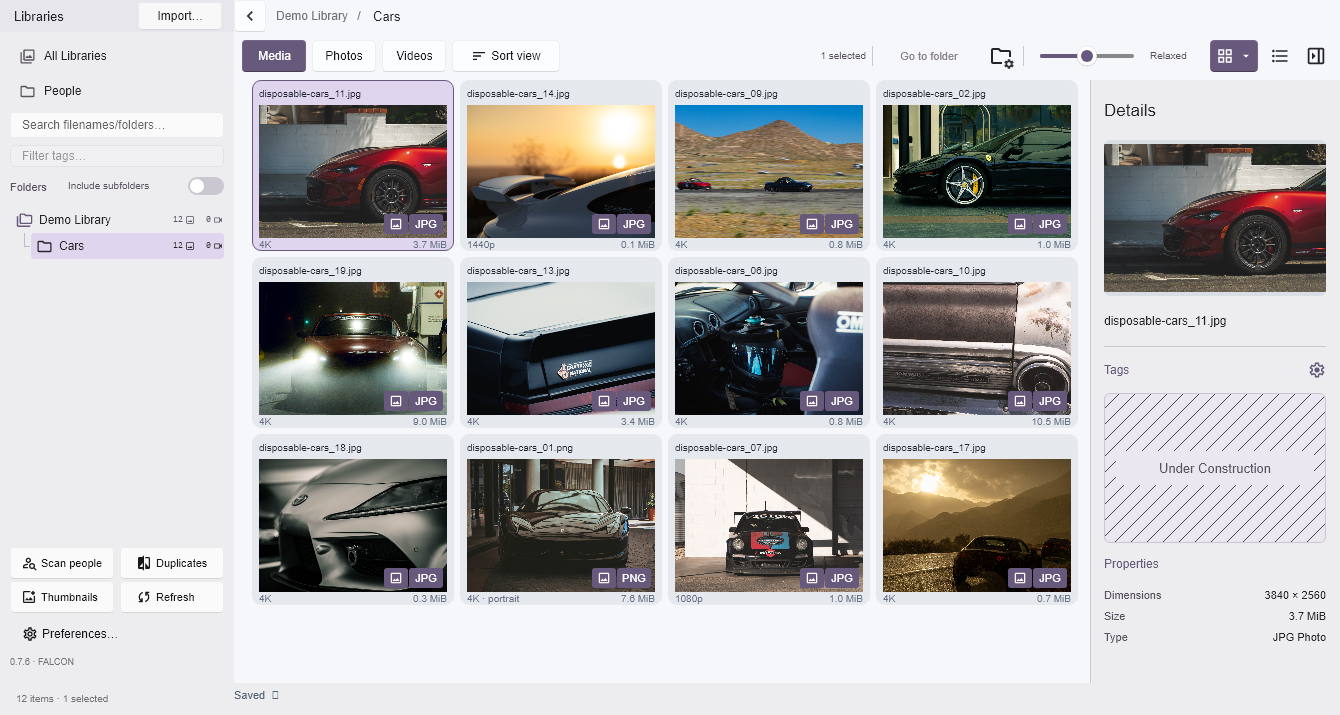 Libraries
Import...
Demo Library / Cars
All Libraries
People
Search filenames/folders...
Filter tags...
Folders
Include subfolders
Demo Library
12
0
Cars
12
0
Media
Photos
Videos
Sort view
1 selected
Go to folder
Relaxed
disposable-cars_11.jpg
JPG
4K
3.7 MiB
disposable-cars_14.jpg
JPG
1440p
0.1 MiB
disposable-cars_09.jpg
JPG
4K
0.8 MiB
disposable-cars_02.jpg
JPG
4K
1.0 MiB
disposable-cars_19.jpg
JPG
4K
9.0 MiB
disposable-cars_13.jpg
NATIONAL
JPG
4K
3.4 MiB
disposable-cars_06.jpg
JPG
4K
0.8 MiB
disposable-cars_10.jpg
JPG
4K
10.5 MiB
disposable-cars_18.jpg
JPG
4K
0.3 MiB
disposable-cars_01.png
PNG
4K · portrait
7.6 MiB
disposable-cars_07.jpg
JPG
1080p
1.0 MiB
disposable-cars_17.jpg
JPG
4K
0.7 MiB
Scan people
Duplicates
Thumbnails
Refresh
Preferences...
0.7.6 · FALCON
12 items · 1 selected
Saved
Details
disposable-cars_11.jpg
Tags
Under Construction
Properties
Dimensions
3840 × 2560
Size
3.7 MiB
Type
JPG Photo